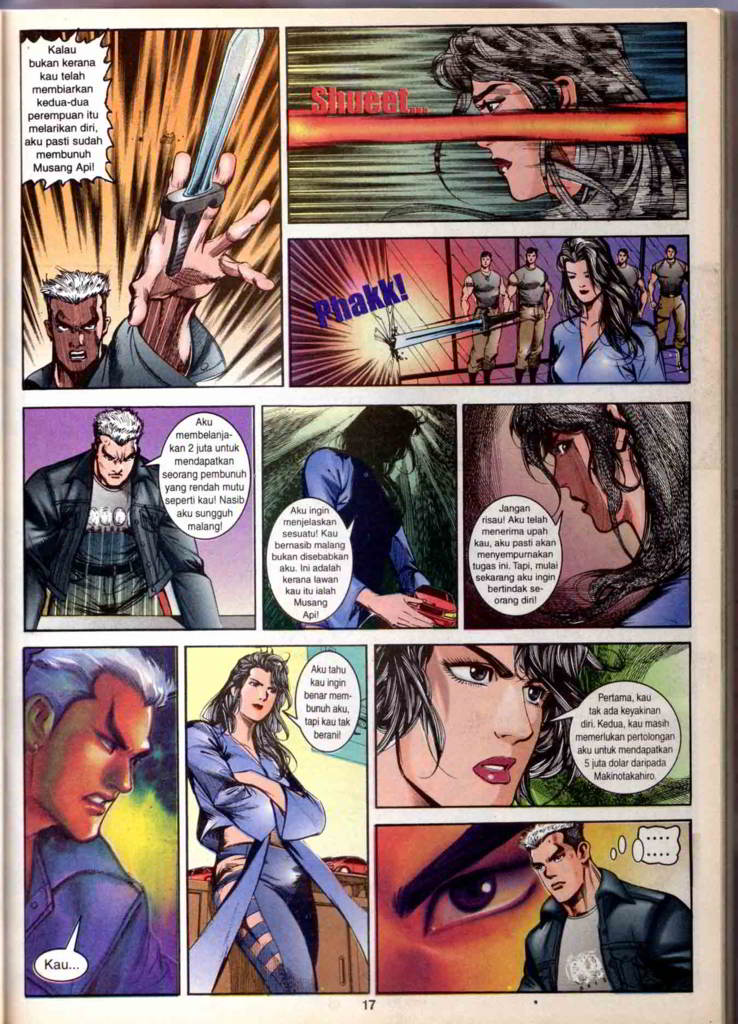 Kalau
bukan kerana
kau telah
membiarkan
kedua-dua
perempuan itu
melarikan diri,
aku pasti sudah
membunuh
Musang Api!
Shueet...
Phakk!
Aku
membelanja-
kan 2 juta untuk
mendapatkan
seorang pembunuh
yang rendah mutu
seperti kau! Nasib
aku sungguh
malang!
Aku ingin
menjelaskan
sesuatu! Kau
bernasib malang
bukan disebabkan
aku. Ini adalah
kerana lawan
kau itu ialah
Musang
Api!
Jangan
risau! Aku telah
menerima upah
kau, aku pasti akan
menyempurnakan
tugas ini. Tapi, mulai
sekarang aku ingin
bertindak se-
orang diri!
Kau...
Aku tahu
kau ingin
benar mem-
bunuh aku,
tapi kau tak
berani!
Pertama, kau
tak ada keyakinan
diri. Kedua, kau masih
memerlukan pertolongan
aku untuk mendapatkan
5 juta dolar daripada
Makinotakahiro.
....
....
17